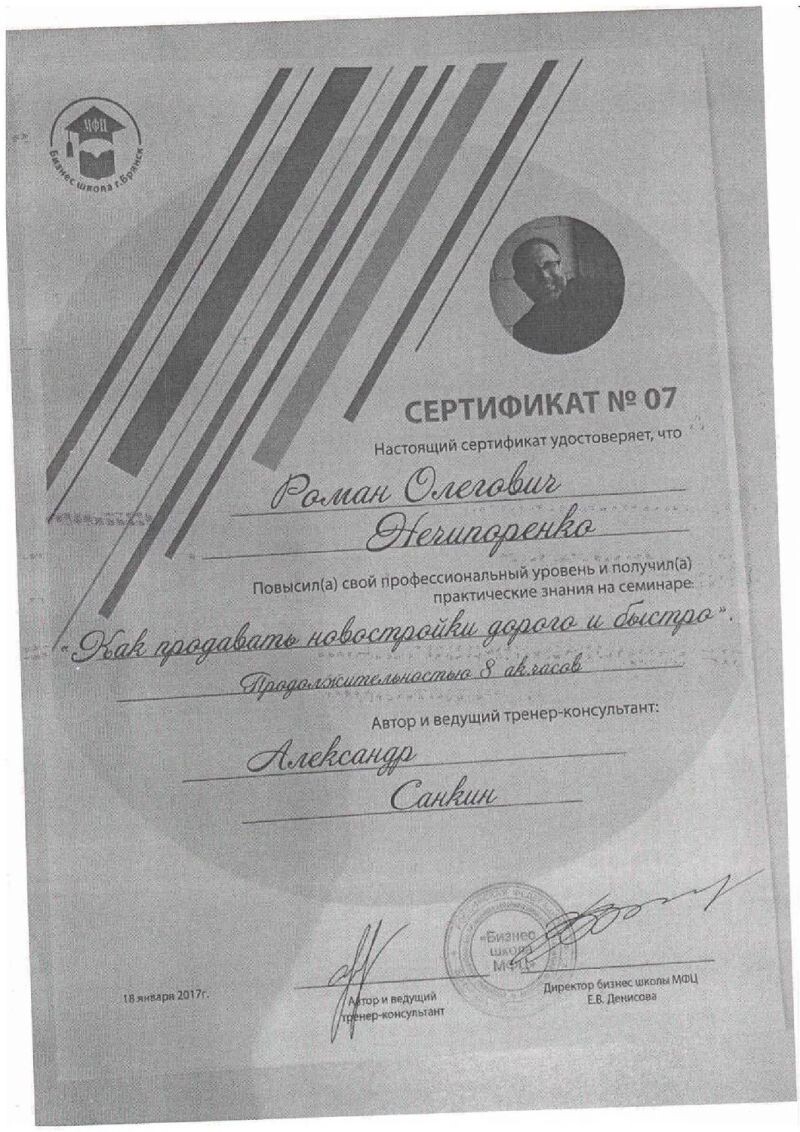 МФЦ
Бизнес школа г.Брянск
СЕРТИФИКАТ № 07
Настоящий сертификат удостоверяет, что
Роман Олегович
Нечипоренко
Повысил(а) свой профессиональный уровень и получил(а)
практические знания на семинаре:
"Как продавать новостройки дорого и быстро".
Продолжительностью 8 ак.часов
Автор и ведущий тренер-консультант:
Александр
Санкин
«Бизнес
школа
МФЦ»
18 января 2017г.
Автор и ведущий
тренер-консультант
Директор бизнес школы МФЦ
Е.В. Денисова